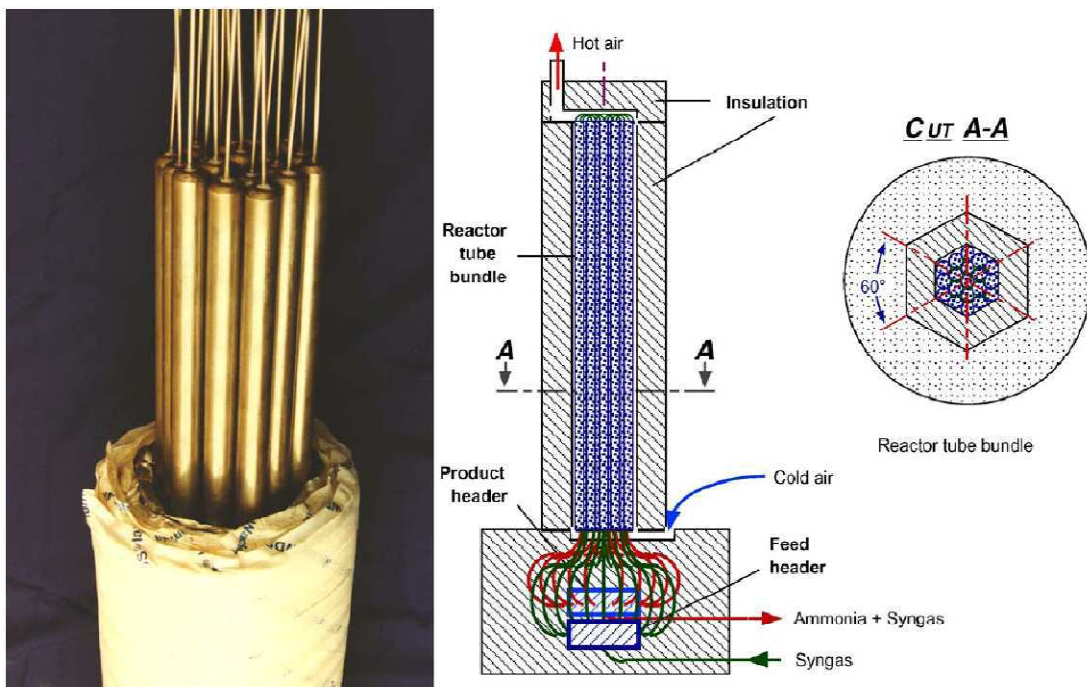 Hot air
Insulation
CUT A-A
Reactor
tube
bundle
60°
A
A
Reactor tube bundle
Product
header
Cold air
Feed
header
Ammonia + Syngas
Syngas